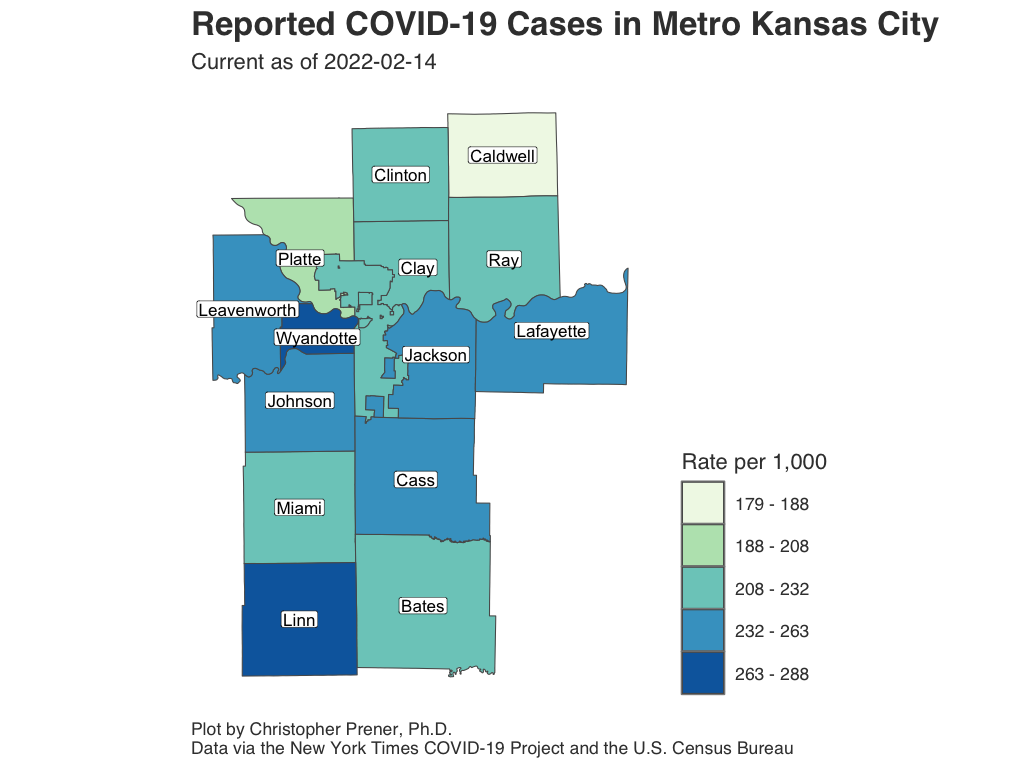 Reported COVID-19 Cases in Metro Kansas City
Current as of 2022-02-14
Caldwell
Clinton
Platte
Clay
Ray
Leavenworth
Wyandotte
Lafayette
Jackson
Johnson
Cass
Miami
Bates
Linn
Rate per 1,000
179 - 188
188 - 208
208 - 232
232 - 263
263 - 288
Plot by Christopher Prener, Ph.D.
Data via the New York Times COVID-19 Project and the U.S. Census Bureau